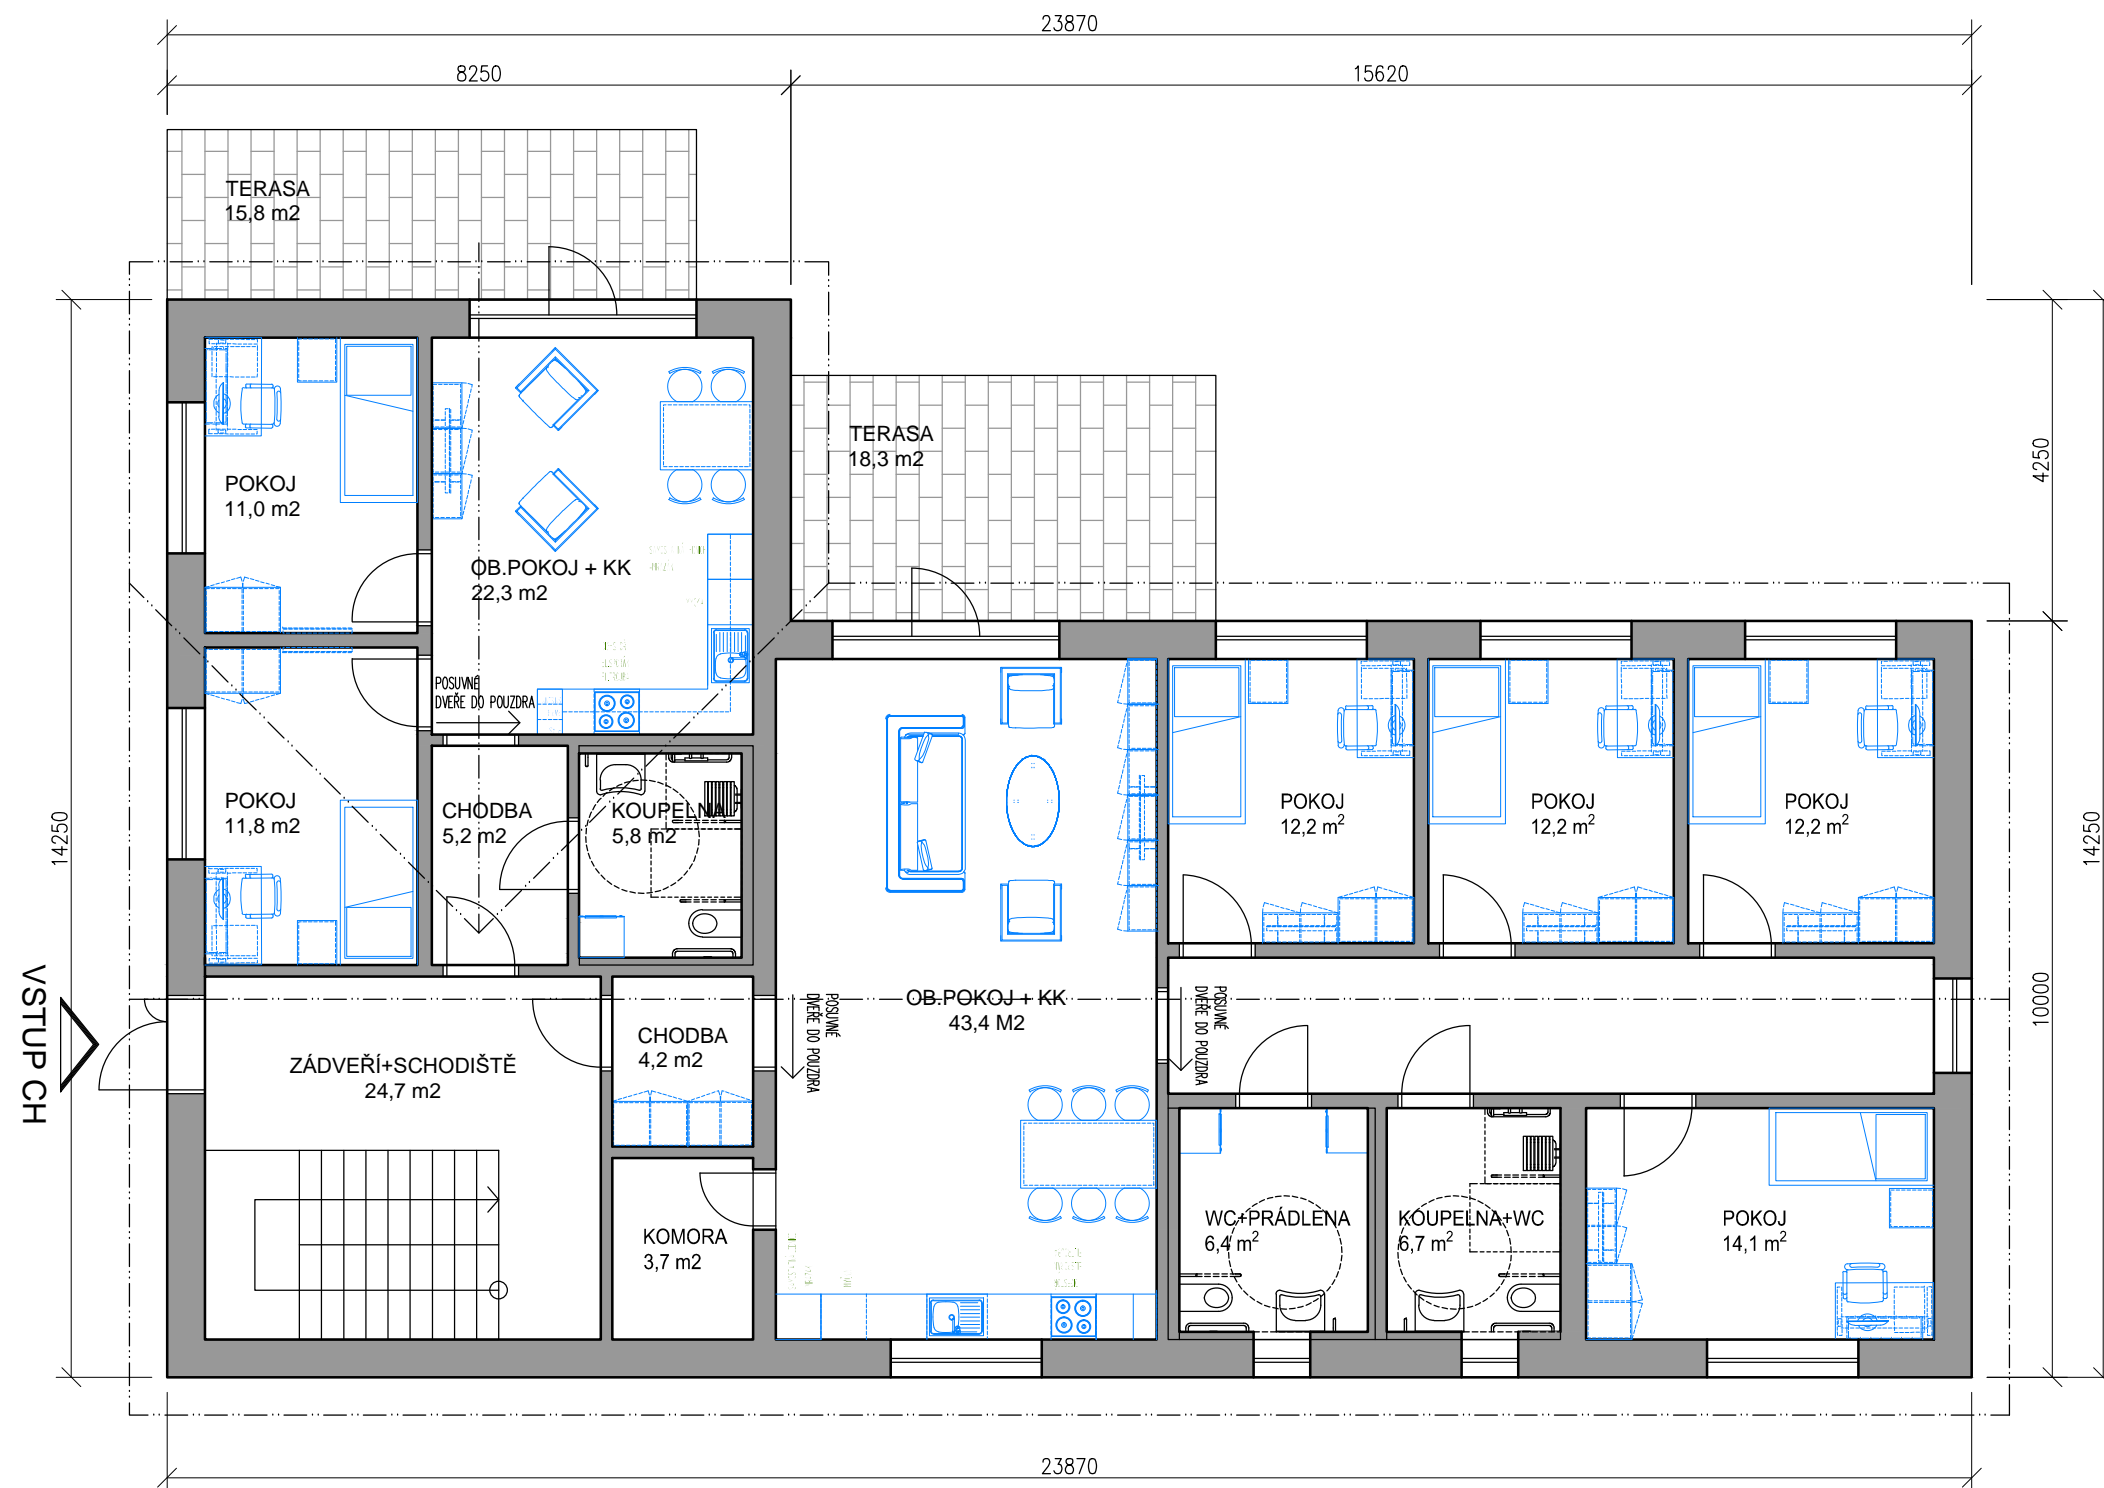 23870
8250
15620
TERASA
15,8 m2
TERASA
18,3 m2
4250
POKOJ
11,0 m2
OB.POKOJ + KK
22,3 m2
POSUVNÉ
DVEŘE DO POUZDRA
POKOJ
11,8 m2
CHODBA
5,2 m2
KOUPELNA
5,8 m2
POKOJ
12,2 m²
POKOJ
12,2 m²
POKOJ
12,2 m²
14250
14250
VSTUP CH
ZÁDVEŘÍ+SCHODIŠTĚ
24,7 m2
CHODBA
4,2 m2
POSUVNÉ
DVEŘE DO POUZDRA
OB.POKOJ + KK
43,4 M2
POSUVNÉ
DVEŘE DO POUZDRA
10000
KOMORA
3,7 m2
WC+PRÁDLENA
6,4 m²
KOUPELNA+WC
6,7 m²
POKOJ
14,1 m²
23870